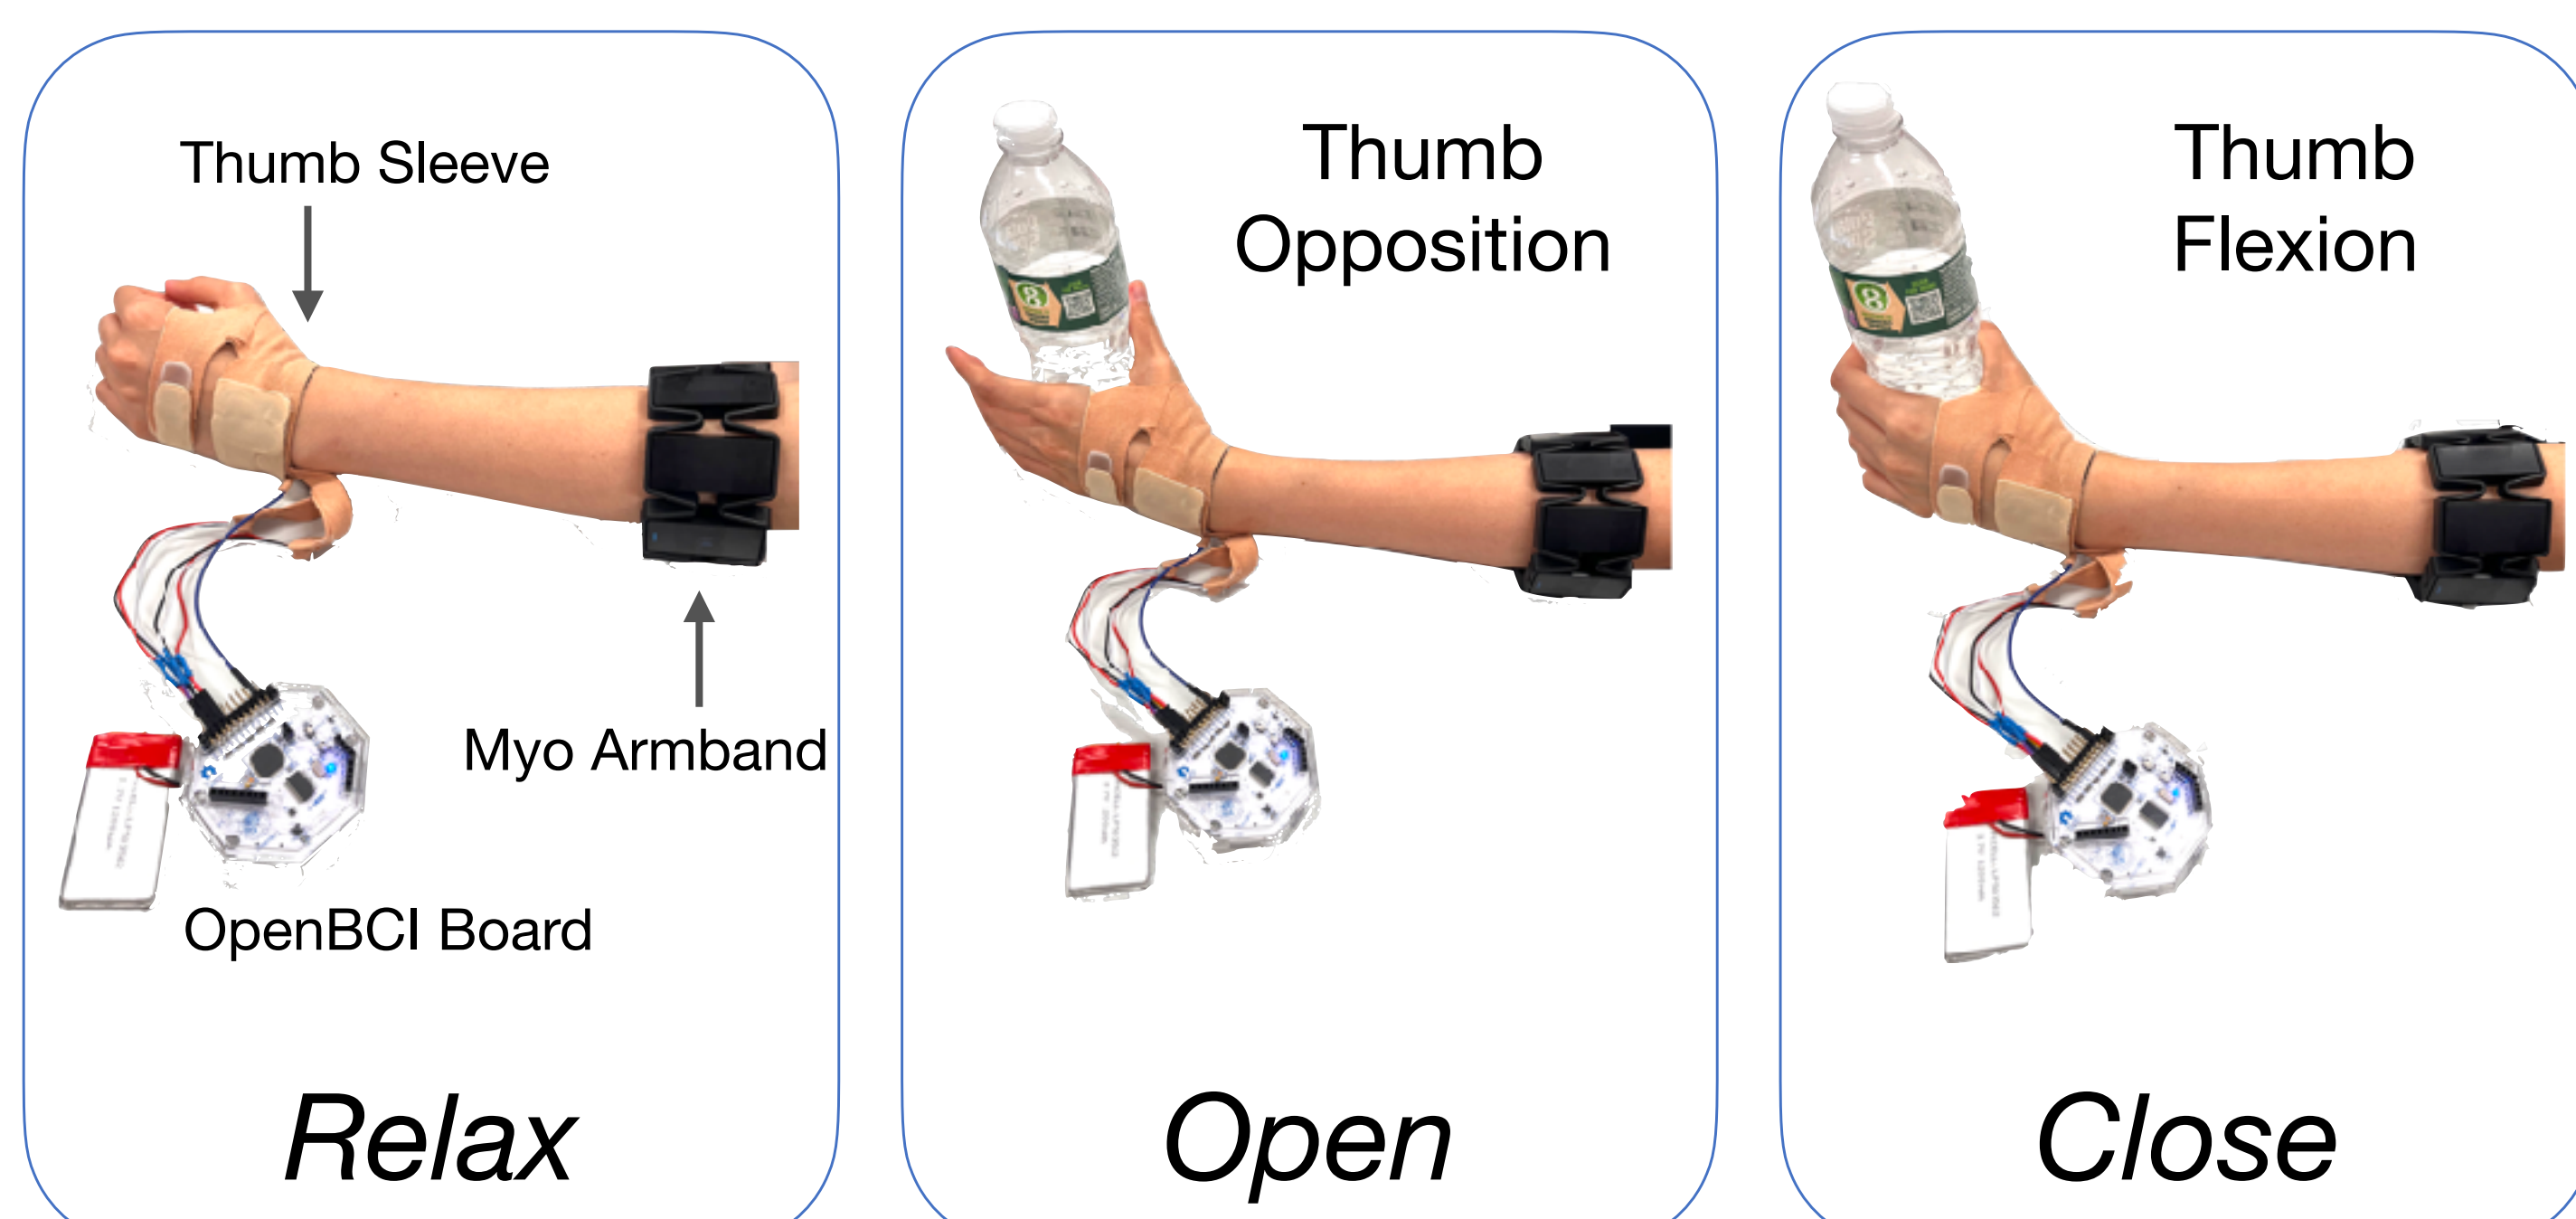 Thumb Sleeve
Myo Armband
OpenBCI Board
Relax
Thumb
Opposition
Open
Thumb
Flexion
Close